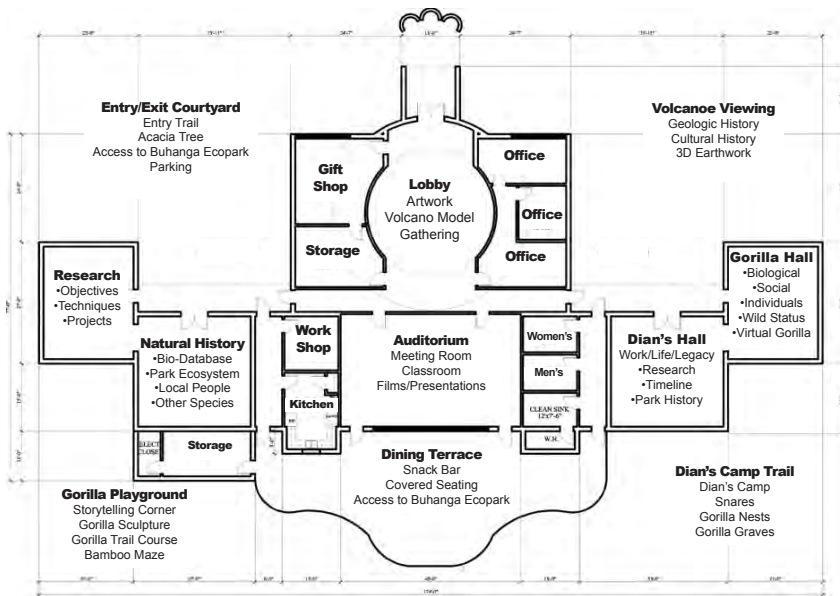 Entry/Exit Courtyard
Entry Trail
Acacia Tree
Access to Buhanga Ecopark
Parking
Volcanoe Viewing
Geologic History
Cultural History
3D Earthwork
Gift
Shop
Storage
Lobby
Artwork
Volcano Model
Gathering
Office
Office
Office
Research
•Objectives
•Techniques
•Projects
Gorilla Hall
•Biological
•Social
•Individuals
•Wild Status
•Virtual Gorilla
Natural History
•Bio-Database
•Park Ecosystem
•Local People
•Other Species
Work
Shop
Kitchen
Auditorium
Meeting Room
Classroom
Films/Presentations
Women's
Men's
CLEAN SINK
12'X7'-6"
W.H.
Dian's Hall
Work/Life/Legacy
•Research
•Timeline
•Park History
ELECT
CLOSE
Storage
Dining Terrace
Snack Bar
Covered Seating
Access to Buhanga Ecopark
Gorilla Playground
Storytelling Corner
Gorilla Sculpture
Gorilla Trail Course
Bamboo Maze
Dian's Camp Trail
Dian's Camp
Snares
Gorilla Nests
Gorilla Graves